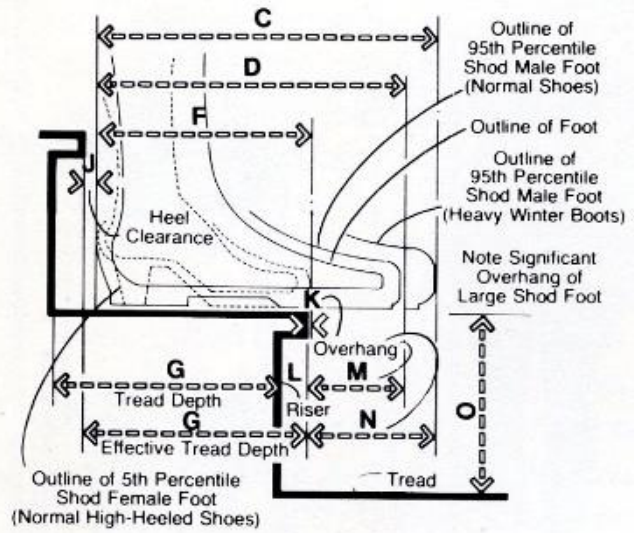 C
Outline of
95th Percentile
Shod Male Foot
(Normal Shoes)
D
F
Outline of Foot
J
Outline of
95th Percentile
Shod Male Foot
(Heavy Winter Boots)
Heel
Clearance
Note Significant
Overhang of
Large Shod Foot
K
Overhang
G
Tread Depth
L
Riser
M
G
Effective Tread Depth
N
O
Tread
Outline of 5th Percentile
Shod Female Foot
(Normal High-Heeled Shoes)